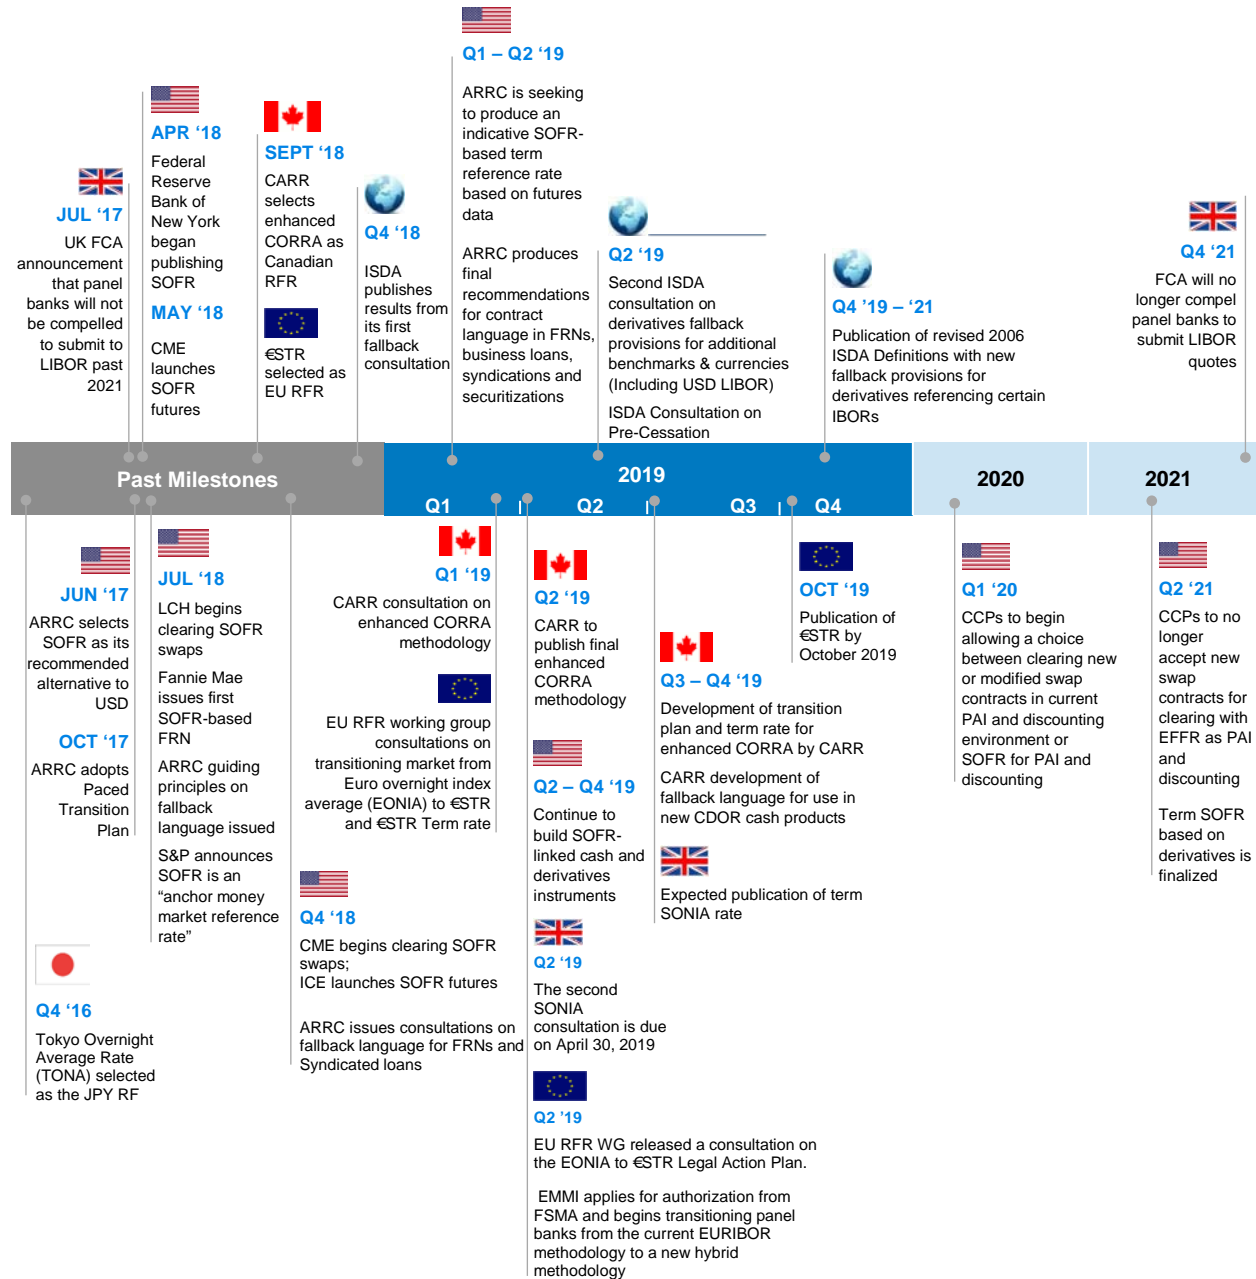 Q1 – Q2 ‘19
ARRC is seeking
to produce an
indicative SOFR-
based term
reference rate
based on futures
data
ARRC produces
final
recommendations
for contract
language in FRNs,
business loans,
syndications and
securitizations
APR ‘18
Federal
Reserve
Bank of
New York
began
publishing
SOFR
MAY ‘18
CME
launches
SOFR
futures
SEPT ‘18
CARR
selects
enhanced
CORRA as
Canadian
RFR
€STR
selected as
EU RFR
JUL ‘17
UK FCA
announcement
that panel
banks will not
be compelled
to submit to
LIBOR past
2021
Q4 ‘18
ISDA
publishes
results from
its first
fallback
consultation
Q2 ‘19
Second ISDA
consultation on
derivatives fallback
provisions for additional
benchmarks & currencies
(Including USD LIBOR)
ISDA Consultation on
Pre-Cessation
Q4 ‘19 – ‘21
Publication of revised 2006
ISDA Definitions with new
fallback provisions for
derivatives referencing certain
IBORs
Q4 ‘21
FCA will no
longer compel
panel banks to
submit LIBOR
quotes
Past Milestones
2019
Q1
Q2
Q3
Q4
2020
2021
JUN ‘17
ARRC selects
SOFR as its
recommended
alternative to
USD
OCT ‘17
ARRC adopts
Paced
Transition
Plan
JUL ‘18
LCH begins
clearing SOFR
swaps
Fannie Mae
issues first
SOFR-based
FRN
ARRC guiding
principles on
fallback
language issued
S&P announces
SOFR is an
“anchor money
market reference
rate”
Q4 ‘16
Tokyo Overnight
Average Rate
(TONA) selected
as the JPY RF
Q4 ‘18
CME begins clearing SOFR
swaps;
ICE launches SOFR futures
ARRC issues consultations on
fallback language for FRNs and
Syndicated loans
Q1 ‘19
CARR consultation on
enhanced CORRA
methodology
EU RFR working group
consultations on
transitioning market from
Euro overnight index
average (EONIA) to €STR
and €STR Term rate
Q2 ‘19
CARR to
publish final
enhanced
CORRA
methodology
Q2 – Q4 ‘19
Continue to
build SOFR-
linked cash and
derivatives
instruments
Q2 ‘19
The second
SONIA
consultation is due
on April 30, 2019
Q2 ‘19
EU RFR WG released a consultation on
the EONIA to €STR Legal Action Plan.
EMMI applies for authorization from
FSMA and begins transitioning panel
banks from the current EURIBOR
methodology to a new hybrid
methodology
Q3 – Q4 ‘19
Development of transition
plan and term rate for
enhanced CORRA by CARR
CARR development of
fallback language for use in
new CDOR cash products
Expected publication of term
SONIA rate
OCT ‘19
Publication of
€STR by
October 2019
Q1 ‘20
CCPs to begin
allowing a choice
between clearing new
or modified swap
contracts in current
PAI and discounting
environment or
SOFR for PAI and
discounting
Q2 ‘21
CCPs to no
longer
accept new
swap
contracts for
clearing with
EFFR as PAI
and
discounting
Term SOFR
based on
derivatives is
finalized